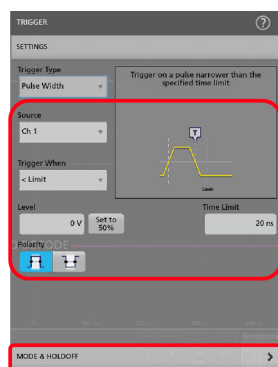 TRIGGER ?
SETTINGS
Trigger Type
Pulse Width
Trigger on a pulse narrower than the
specified time limit
Source
Ch 1
T
Trigger When
< Limit
Limit
Level
Time Limit
0 V
Set to
50%
20 ns
Polarity
MODE & HOLDOFF >